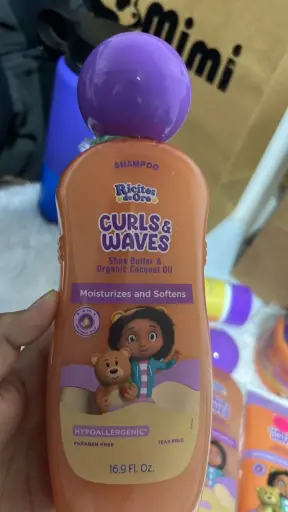 mimi
SHAMPOO
Ricitos
de Oro
CURLS &
WAVES
Shea Butter &
Organic Coconut Oil
Moisturizes and Softens
HYPOALLERGENIC*
PARABEN FREE TEAR FREE
16.9 Fl. Oz.